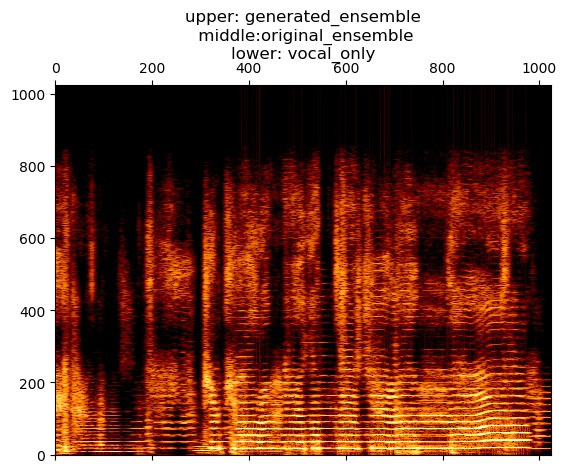 upper: generated_ensemble
middle:original_ensemble
lower: vocal_only
0 200 400 600 800 1000
1000
800
600
400
200
0